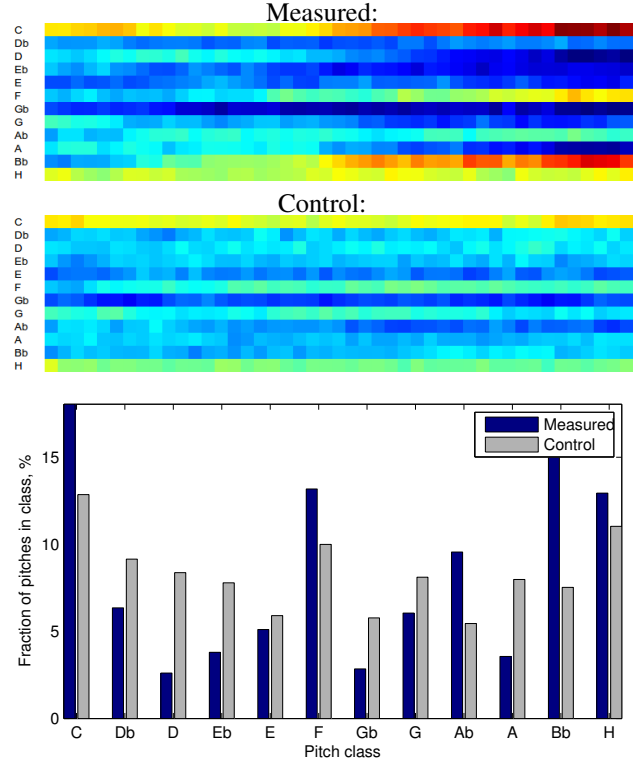 Measured:
C
Db
D
Eb
E
F
Gb
G
Ab
A
Bb
H
Control:
C
Db
D
Eb
E
F
Gb
G
Ab
A
Bb
H
Measured
Control
15
10
5
0
Fraction of pitches in class, %
C Db D Eb E F Gb G Ab A Bb H
Pitch class